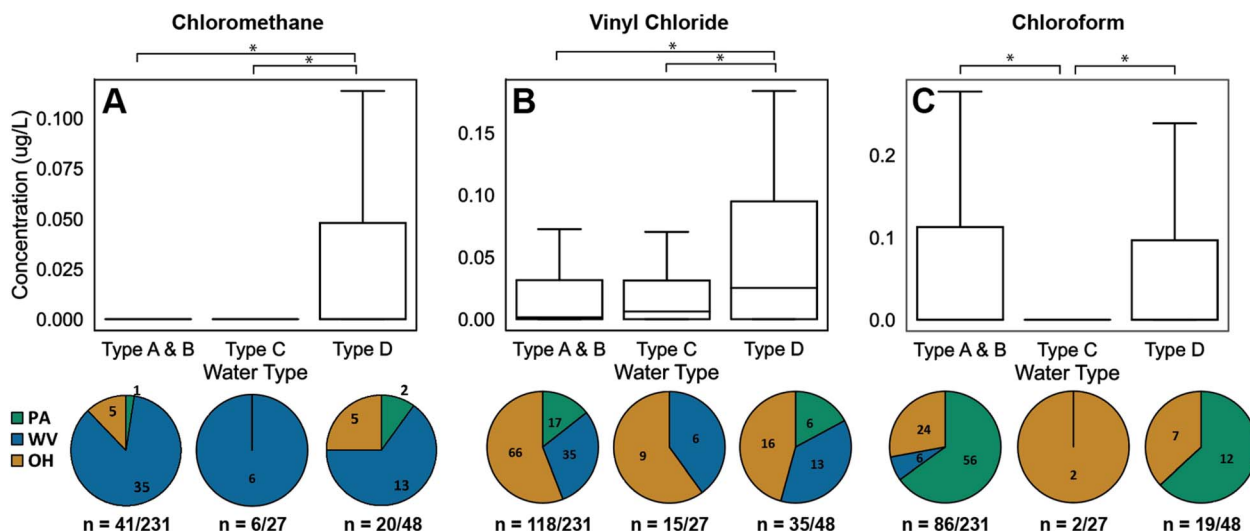 Chloromethane Vinyl Chloride Chloroform
* * *
* * * *
A B C
Concentration (ug/L)
0.100
0.075
0.050
0.025
0.000
0.15
0.10
0.05
0.00
0.2
0.1
0.0
Type A & B Type C Type D Type A & B Type C Type D Type A & B Type C Type D
Water Type Water Type Water Type
PA
WV
OH
1 5 35
6
2 5 13
17 66 35
6 9
6 16 13
24 6 56
2
7 12
n = 41/231 n = 6/27 n = 20/48 n = 118/231 n = 15/27 n = 35/48 n = 86/231 n = 2/27 n = 19/48